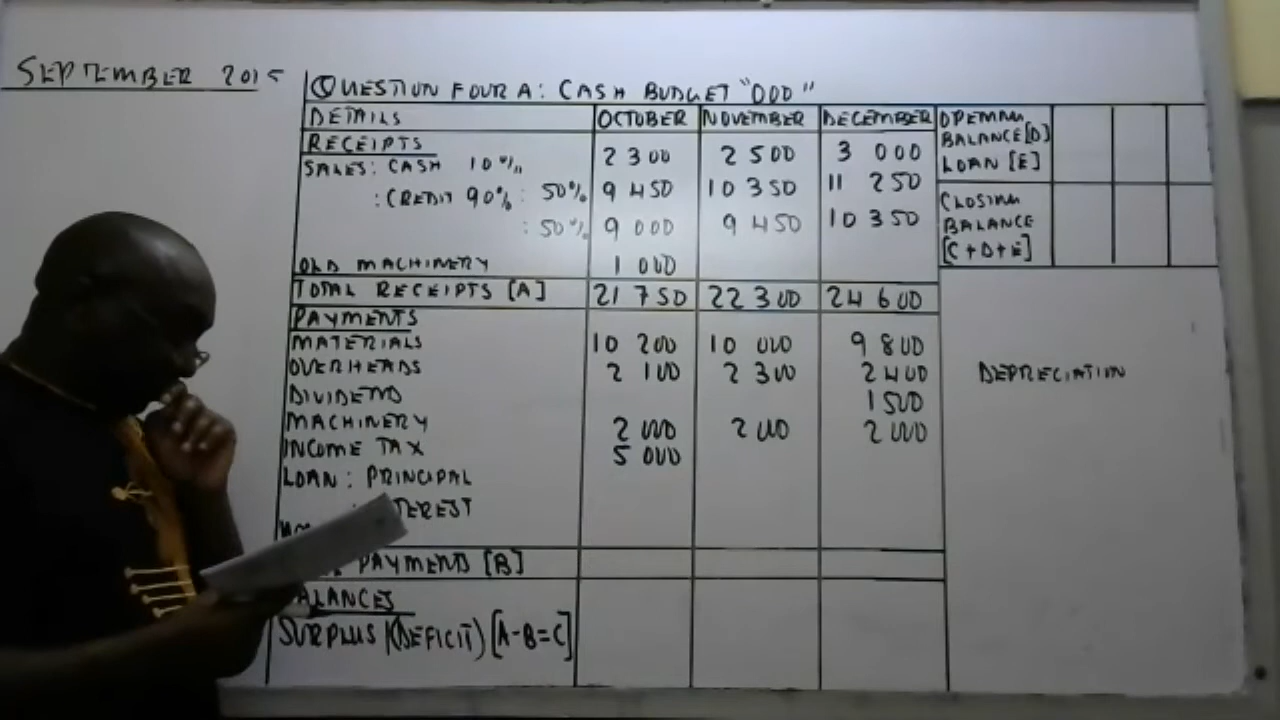 SEPTEMBER 2015
QUESTION FOUR A: CASH BUDGET "000"
DETAILS OCTOBER NOVEMBER DECEMBER
RECEIPTS
SALES: CASH 10% 2 300 2 500 3 000
: CREDIT 90% : 50% 9 450 10 350 11 250
: 50% 9 000 9 450 10 350
OLD MACHINERY 1 000
TOTAL RECEIPTS [A] 21 750 22 300 24 600
PAYMENTS
MATERIALS 10 200 10 000 9 800
OVERHEADS 2 100 2 300 2 400
DIVIDEND 1 500
MACHINERY 2 000 2 000 2 000
INCOME TAX 5 000
LOAN : PRINCIPAL
: TEREST
PAYMENTS [B]
ALANCES
SURPLUS/(DEFICIT) [A-B=C]
OPENING
BALANCE [D]
LOAN [E]
CLOSING
BALANCE
[C+D+E]
DEPRECIATION